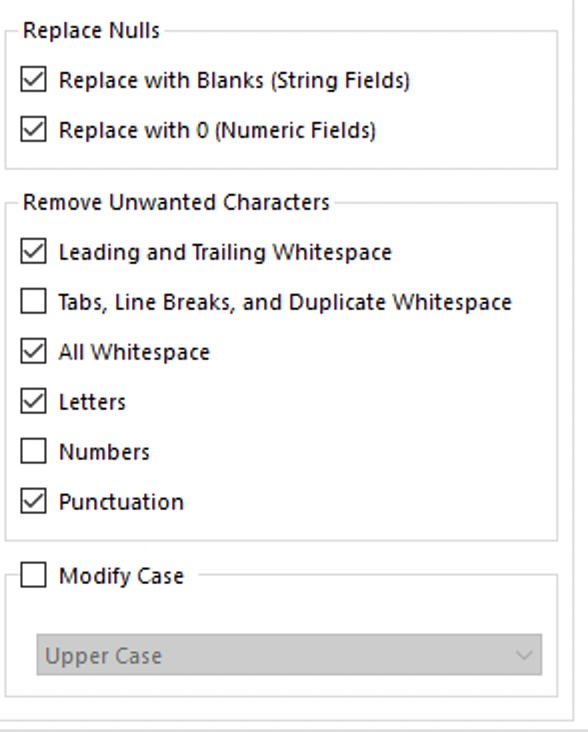 Replace Nulls
Replace with Blanks (String Fields)
Replace with 0 (Numeric Fields)
Remove Unwanted Characters
Leading and Trailing Whitespace
Tabs, Line Breaks, and Duplicate Whitespace
All Whitespace
Letters
Numbers
Punctuation
Modify Case
Upper Case